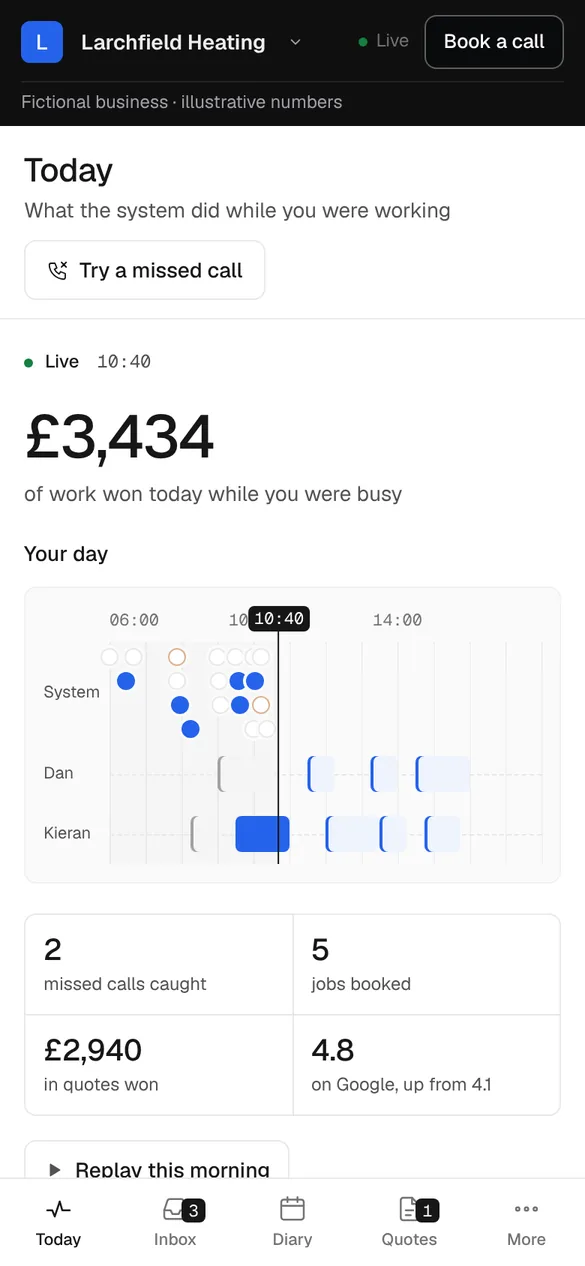 L
Larchfield Heating
Live
Book a call
Fictional business · illustrative numbers
Today
What the system did while you were working
Try a missed call
Live 10:40
£3,434
of work won today while you were busy
Your day
06:00 10 10:40 14:00
System
Dan
Kieran
2
missed calls caught
5
jobs booked
£2,940
in quotes won
4.8
on Google, up from 4.1
Replay this morning
3
1
Today Inbox Diary Quotes More